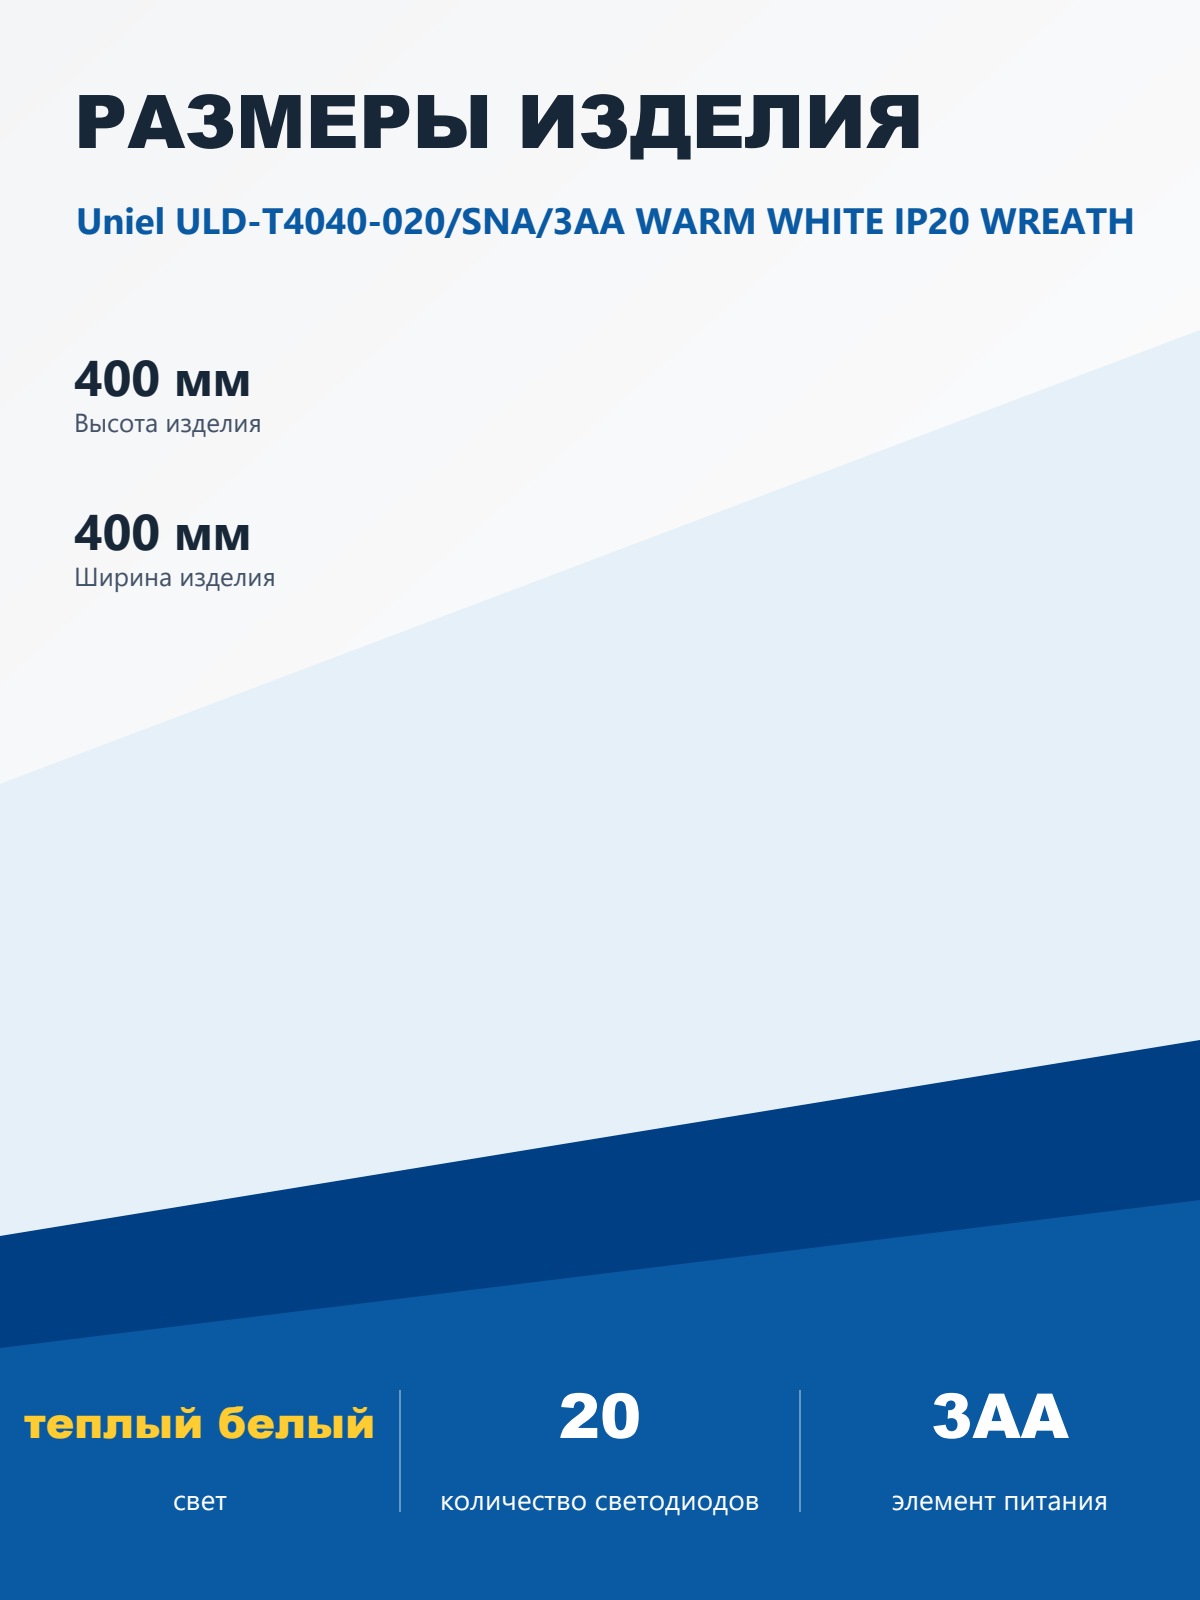 РАЗМЕРЫ ИЗДЕЛИЯ
Uniel ULD-T4040-020/SNA/3AA WARM WHITE IP20 WREATH
400 мм
Высота изделия
400 мм
Ширина изделия
теплый белый
свет
20
количество светодиодов
3AA
элемент питания